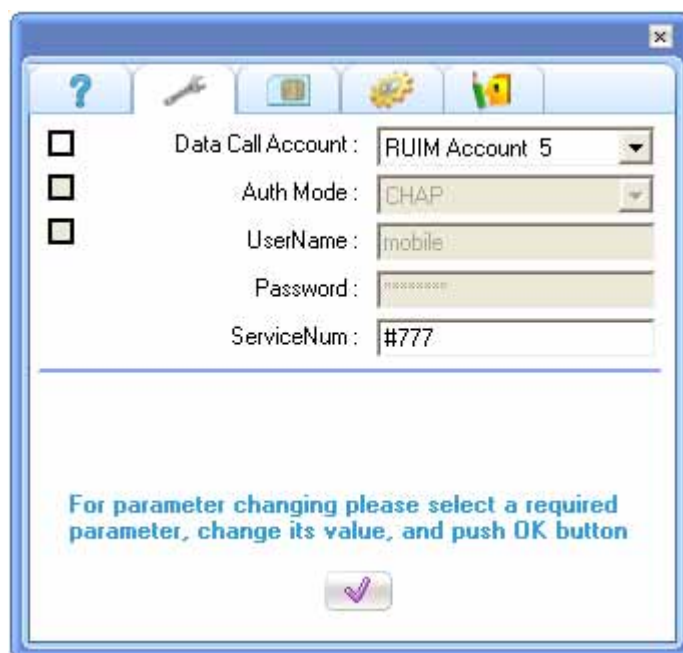 Data Call Account : RUIM Account 5
Auth Mode : CHAP
UserName : mobile
Password : ********
ServiceNum : #777
For parameter changing please select a required
parameter, change its value, and push OK button